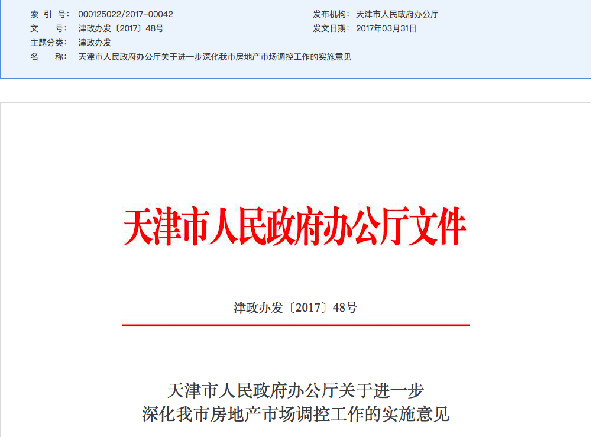 索 引 号： 000125022/2017-00042 发布机构： 天津市人民政府办公厅
文 号： 津政办发〔2017〕48号 发文日期： 2017年03月31日
主题分类： 津政办发
名 称： 天津市人民政府办公厅关于进一步深化我市房地产市场调控工作的实施意见
天津市人民政府办公厅文件
津政办发〔2017〕48号
天津市人民政府办公厅关于进一步
深化我市房地产市场调控工作的实施意见